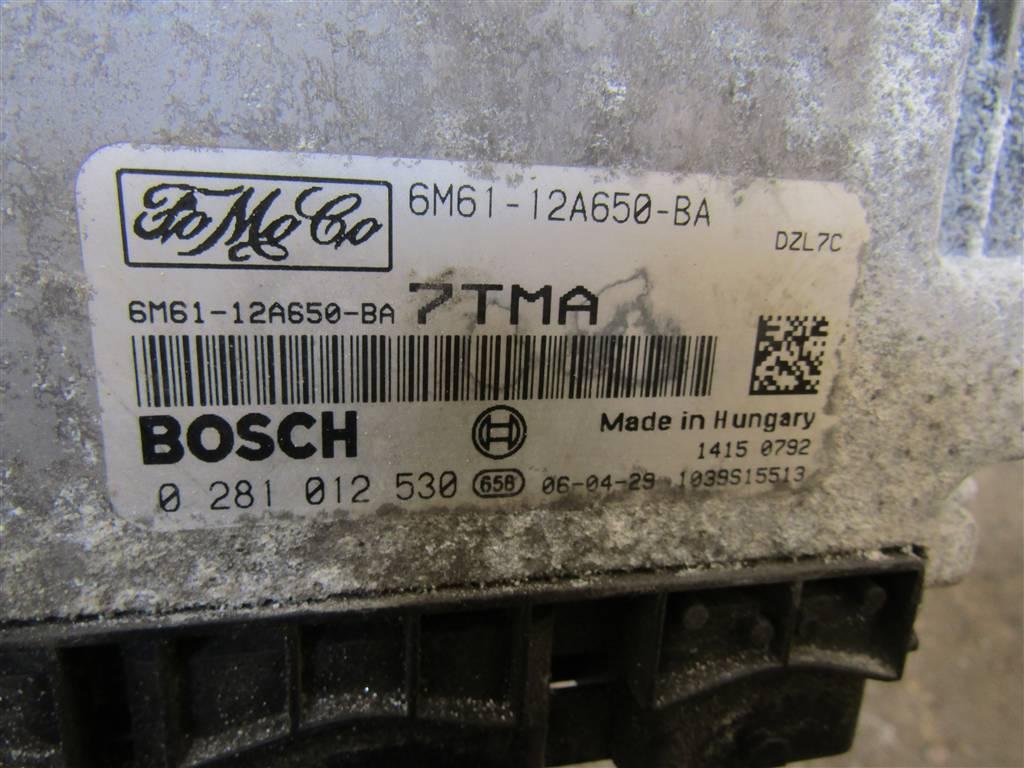 FoMoCo 6M61-12A650-BA
DZL7C
6M61-12A650-BA 7TMA
BOSCH
Made in Hungary
1415 0792
0 281 012 530 658 06-04-29 1039S15513